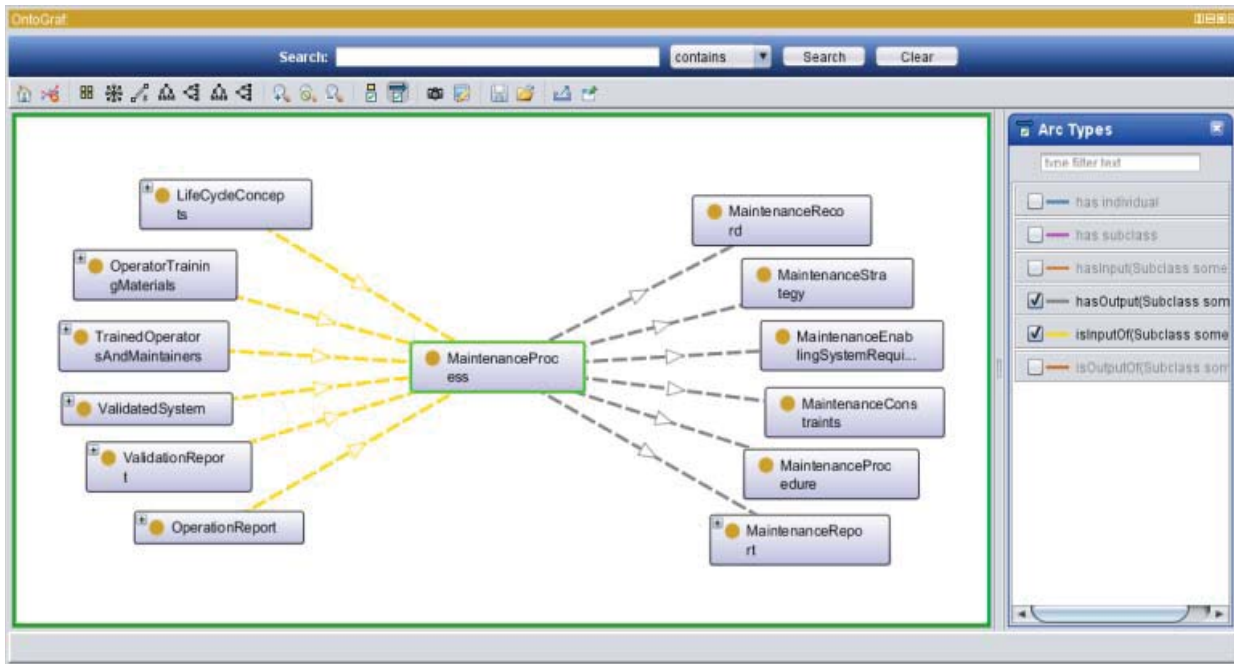 OntoGraf:
Search:
contains
Search
Clear
LifeCycleConcep
ts
OperatorTrainin
gMaterials
TrainedOperator
sAndMaintainers
ValidatedSystem
ValidationRepor
t
OperationReport
MaintenanceProc
ess
MaintenanceReco
rd
MaintenanceStra
tegy
MaintenanceEnab
lingSystemRequi...
MaintenanceCons
traints
MaintenanceProc
edure
MaintenanceRepo
rt
Arc Types
type filter text
has individual
has subclass
hasInput(Subclass some
hasOutput(Subclass som
isInputOf(Subclass some
isOutputOf(Subclass som